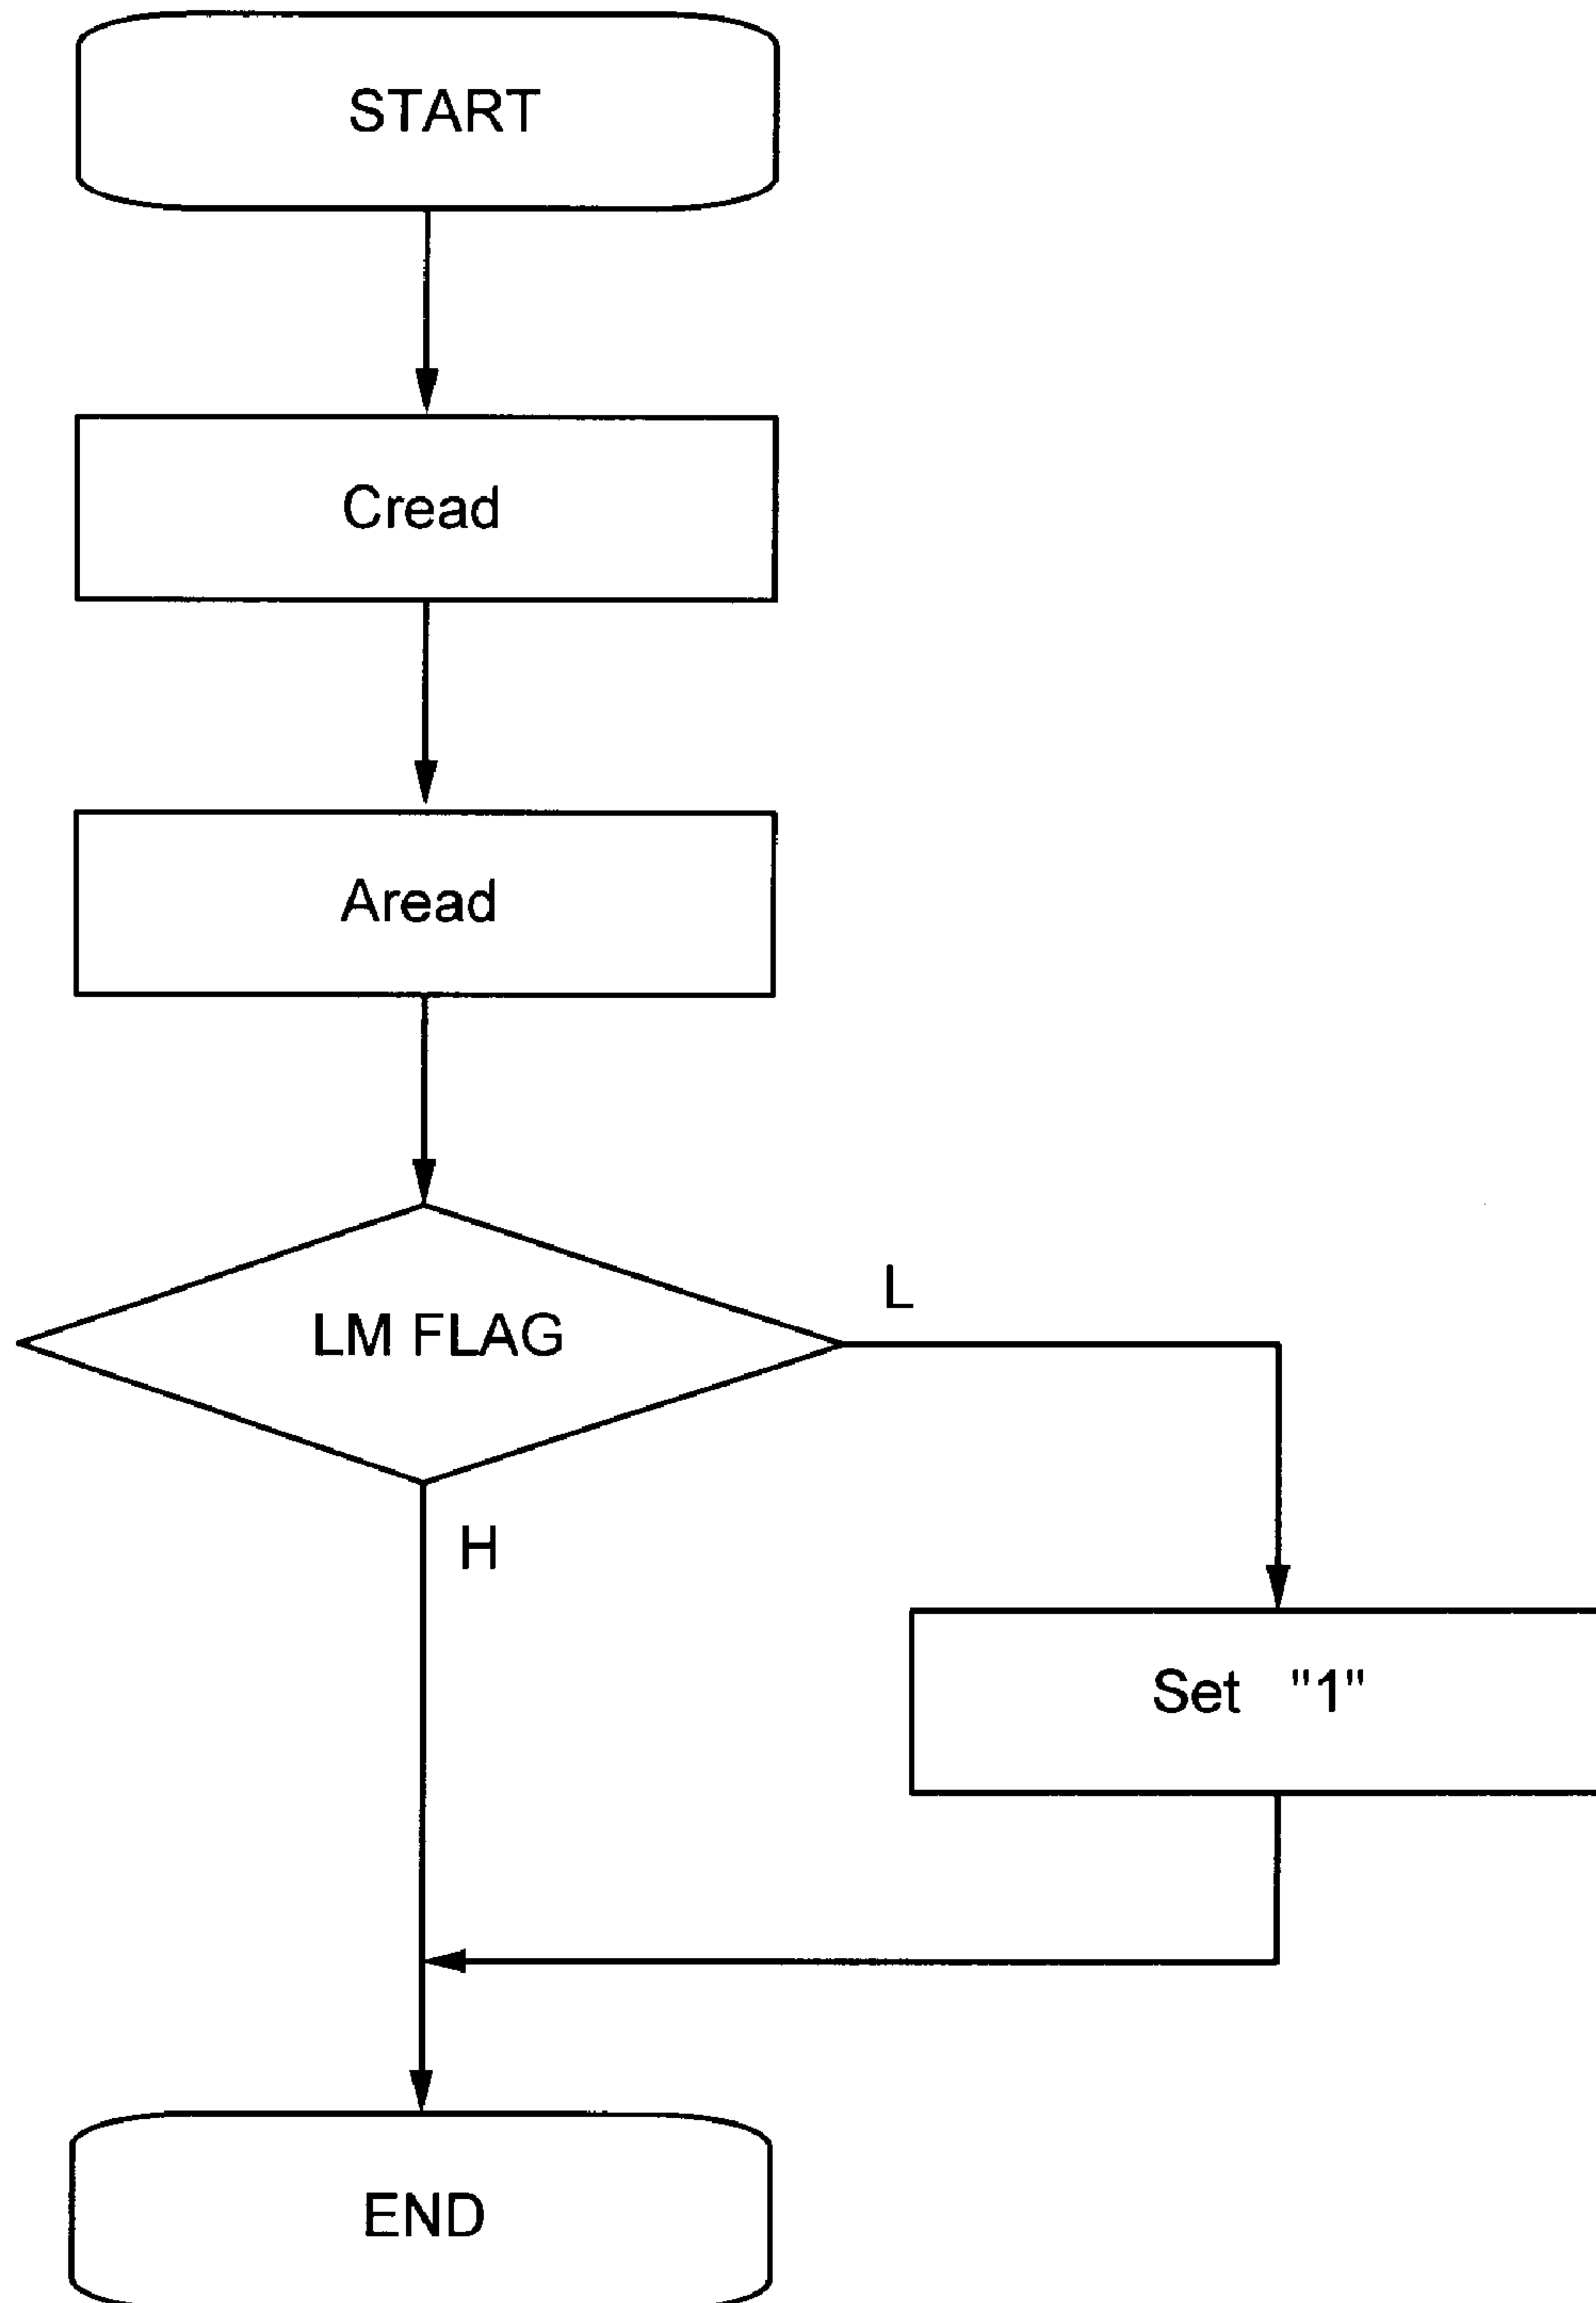 START
Cread
Aread
LM FLAG
L
H
Set "1"
END